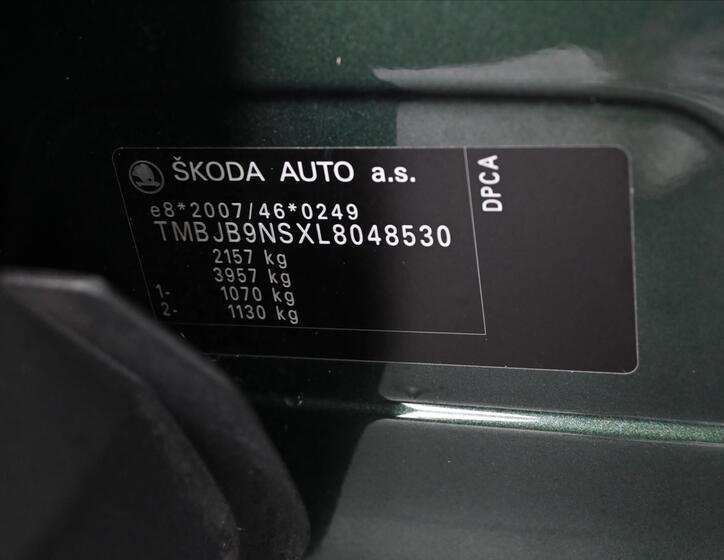 ŠKODA AUTO a.s.
e8*2007/46*0249
TMBJB9NSXL8048530
2157 kg
3957 kg
1- 1070 kg
2- 1130 kg
DPCA